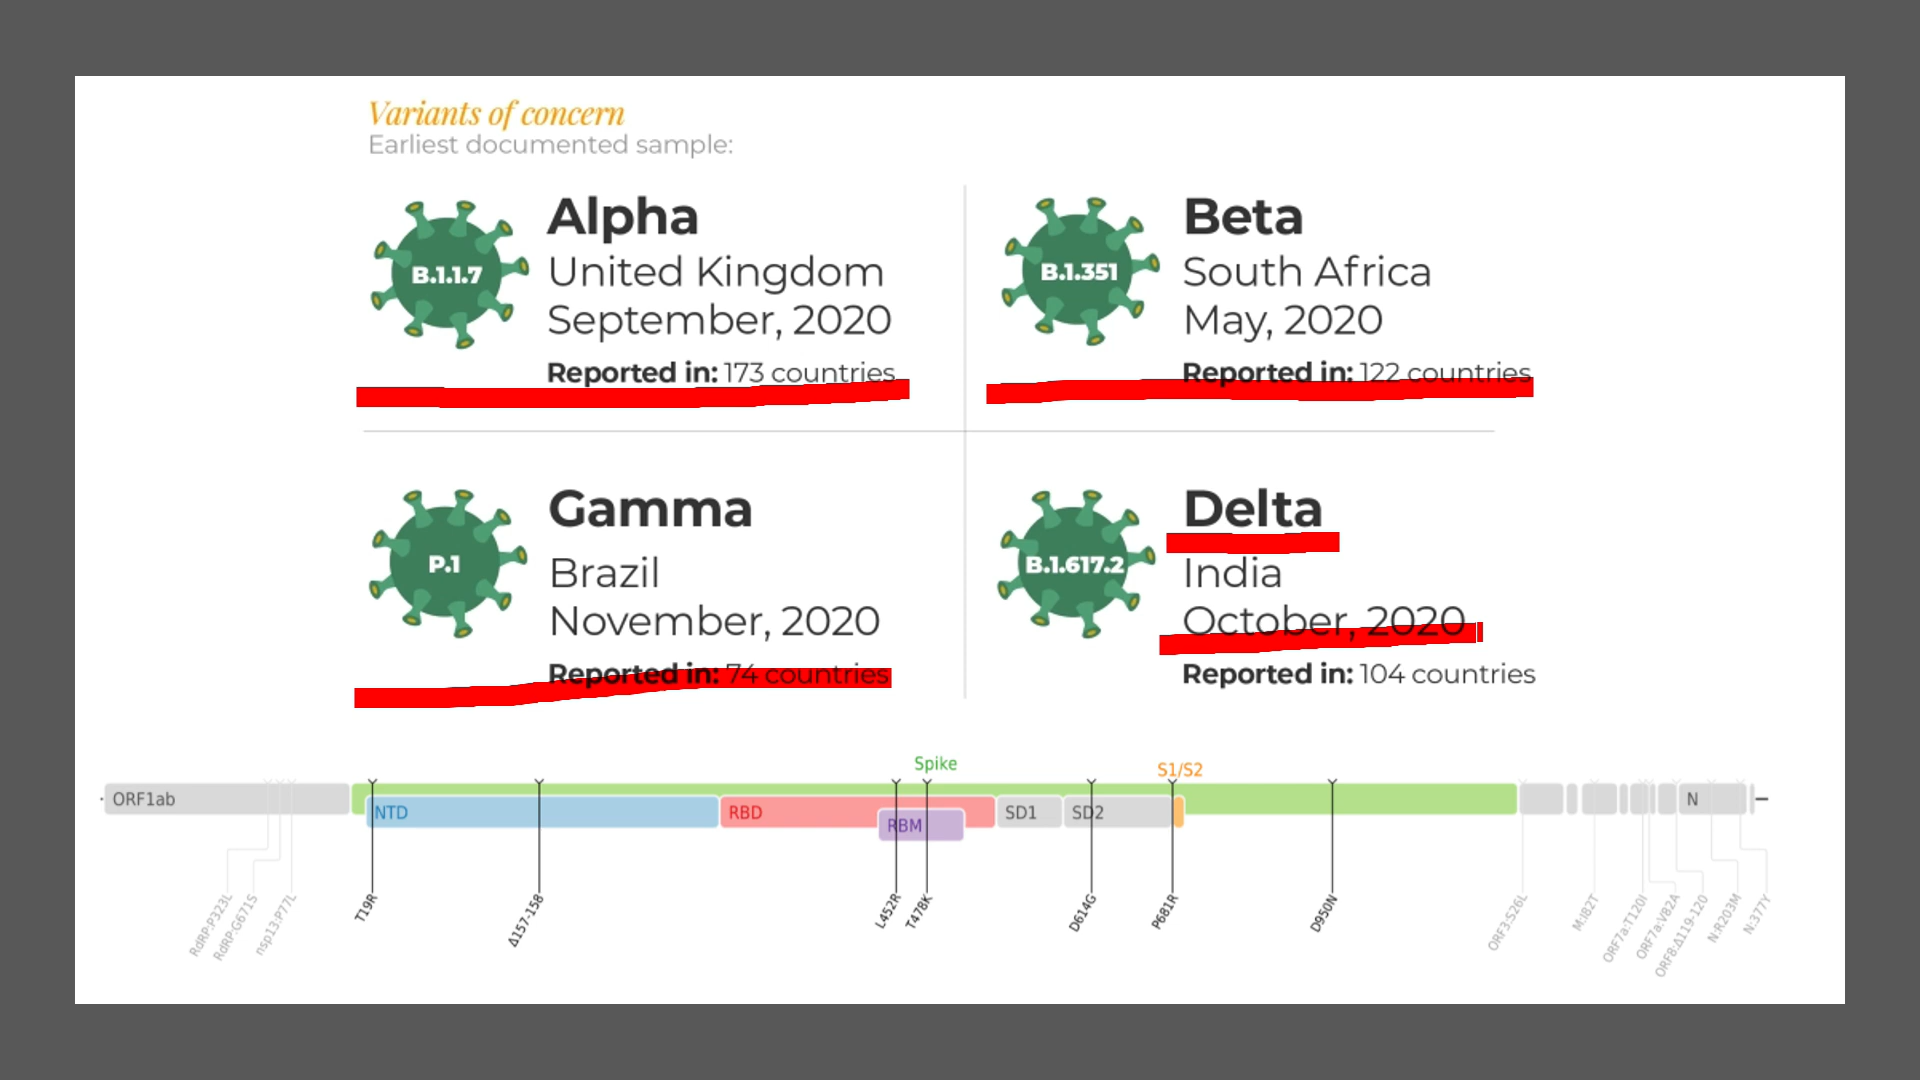 Variants of concern
Earliest documented sample:
B.1.1.7
Alpha
United Kingdom
September, 2020
Reported in: 173 countries
B.1.351
Beta
South Africa
May, 2020
Reported in: 122 countries
P.1
Gamma
Brazil
November, 2020
Reported in: 74 countries
B.1.617.2
Delta
India
October, 2020
Reported in: 104 countries
Spike
S1/S2
ORF1ab
NTD
RBD
RBM
SD1
SD2
N
RdRP:P323L
RdRP:G671S
nsp13:P77L
T19R
Δ157-158
L452R
T478K
D614G
P681R
D950N
ORF3:S26L
M:I82T
ORF7a:T120I
ORF7a:V82A
ORF8:Δ119-120
N:R203M
N:377Y